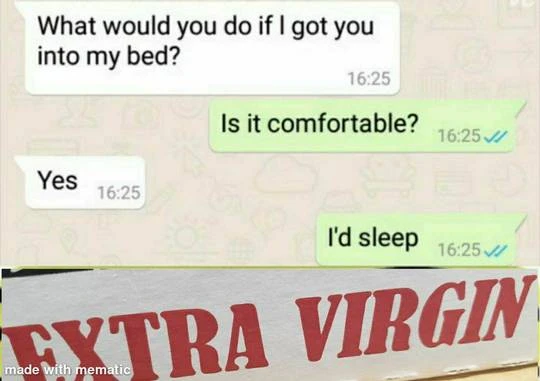 What would you do if I got you
into my bed?
16:25
Is it comfortable?
16:25
Yes
16:25
I'd sleep
16:25
EXTRA VIRGIN
made with mematic